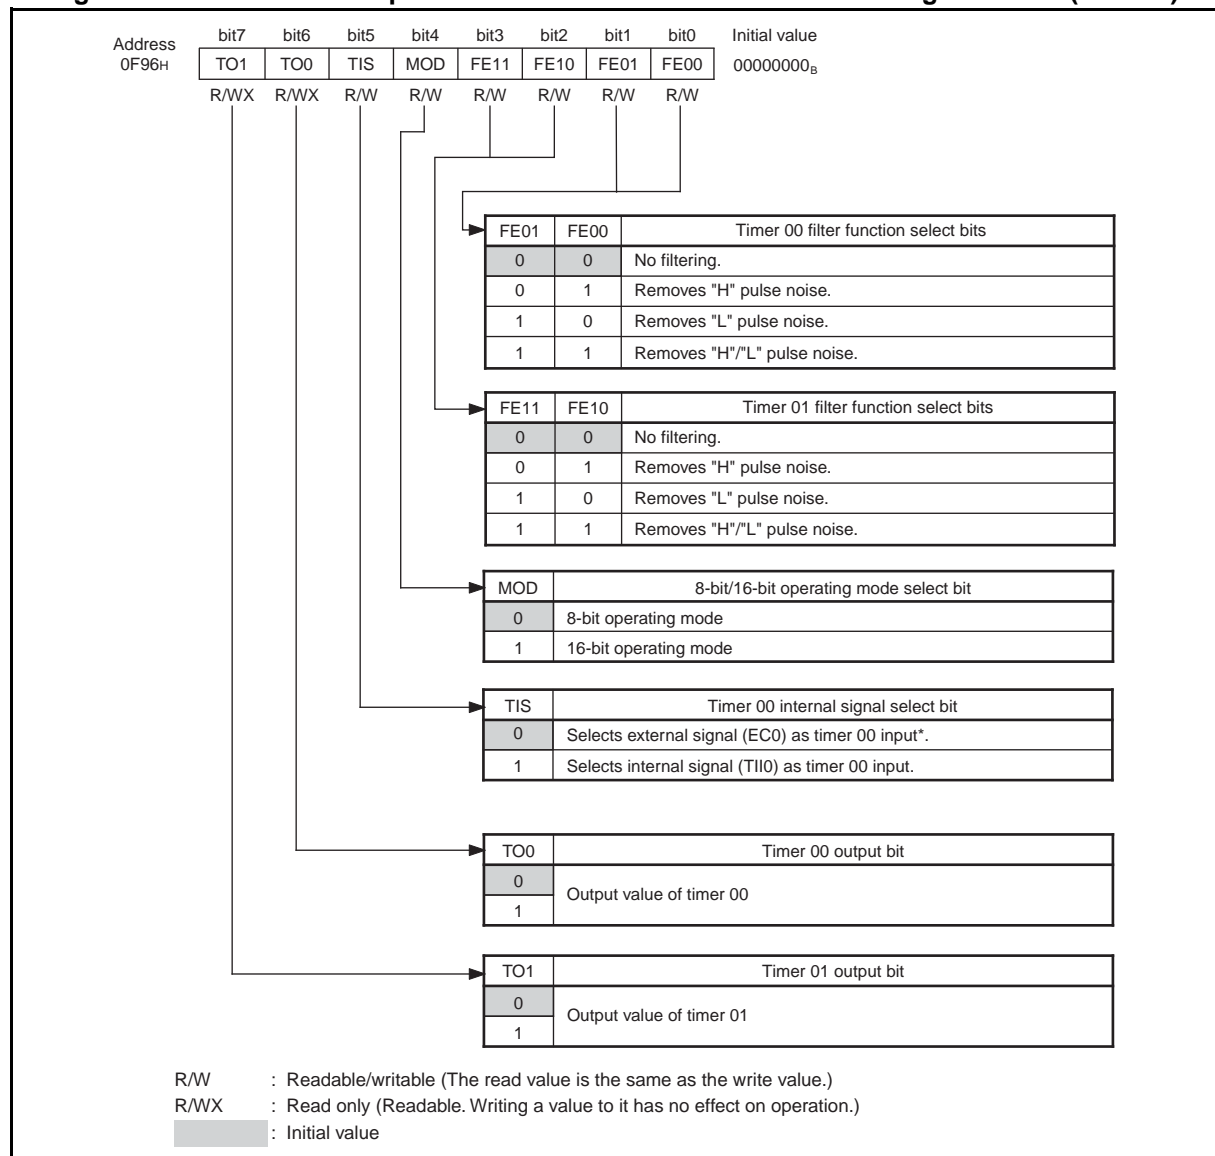 bit7 bit6 bit5 bit4 bit3 bit2 bit1 bit0 Initial value
Address
0F96H TO1 TO0 TIS MOD FE11 FE10 FE01 FE00 00000000B
R/WX R/WX R/W R/W R/W R/W R/W R/W
FE01 FE00 Timer 00 filter function select bits
0 0 No filtering.
0 1 Removes "H" pulse noise.
1 0 Removes "L" pulse noise.
1 1 Removes "H"/"L" pulse noise.
FE11 FE10 Timer 01 filter function select bits
0 0 No filtering.
0 1 Removes "H" pulse noise.
1 0 Removes "L" pulse noise.
1 1 Removes "H"/"L" pulse noise.
MOD 8-bit/16-bit operating mode select bit
0 8-bit operating mode
1 16-bit operating mode
TIS Timer 00 internal signal select bit
0 Selects external signal (EC0) as timer 00 input*.
1 Selects internal signal (TII0) as timer 00 input.
TO0 Timer 00 output bit
0
Output value of timer 00
1
TO1 Timer 01 output bit
0
Output value of timer 01
1
R/W : Readable/writable (The read value is the same as the write value.)
R/WX : Read only (Readable. Writing a value to it has no effect on operation.)
: Initial value